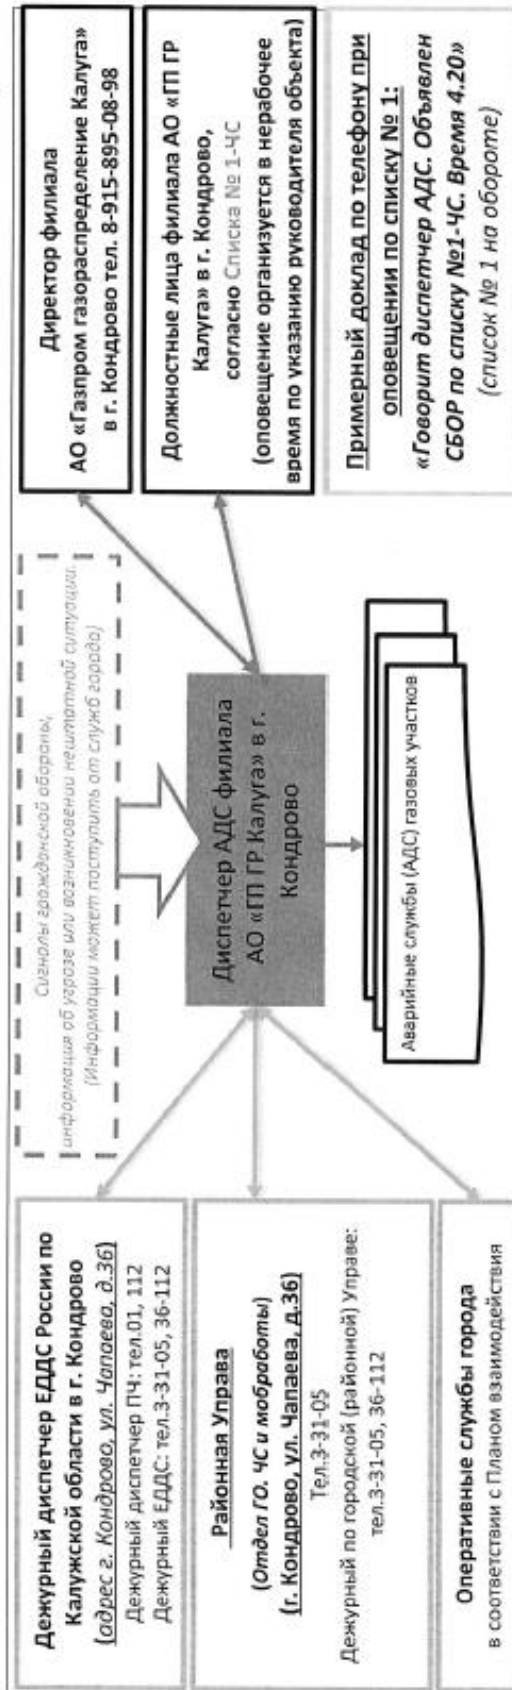 Дежурный диспетчер ЕДДС России по
Калужской области в г. Кондрово
(адрес г. Кондрово, ул. Чапаева, д.36)
Дежурный диспетчер ПЧ: тел.01, 112
Дежурный ЕДДС: тел.3-31-05, 36-112
Районная Управа
(Отдел ГО. ЧС и мобработы)
(г. Кондрово, ул. Чапаева, д.36)
Тел.3-31-05
Дежурный по городской (районной) Управе:
тел.3-31-05, 36-112
Оперативные службы города
в соответствии с Планом взаимодействия
Сигналы гражданской обороны,
информация об угрозе или возникновении нештатной ситуации.
(Информации может поступить от служб города)
Диспетчер АДС филиала
АО «ГП ГР Калуга» в г.
Кондрово
Аварийные службы (АДС) газовых участков
Директор филиала
АО «Газпром газораспределение Калуга»
в г. Кондрово тел. 8-915-895-08-98
Должностные лица филиала АО «ГП ГР
Калуга» в г. Кондрово,
согласно Списка № 1-ЧС
(оповещение организуется в нерабочее
время по указанию руководителя объекта)
Примерный доклад по телефону при
оповещении по списку № 1:
«Говорит диспетчер АДС. Объявлен
СБОР по списку №1-ЧС. Время 4.20»
(список № 1 на обороте)